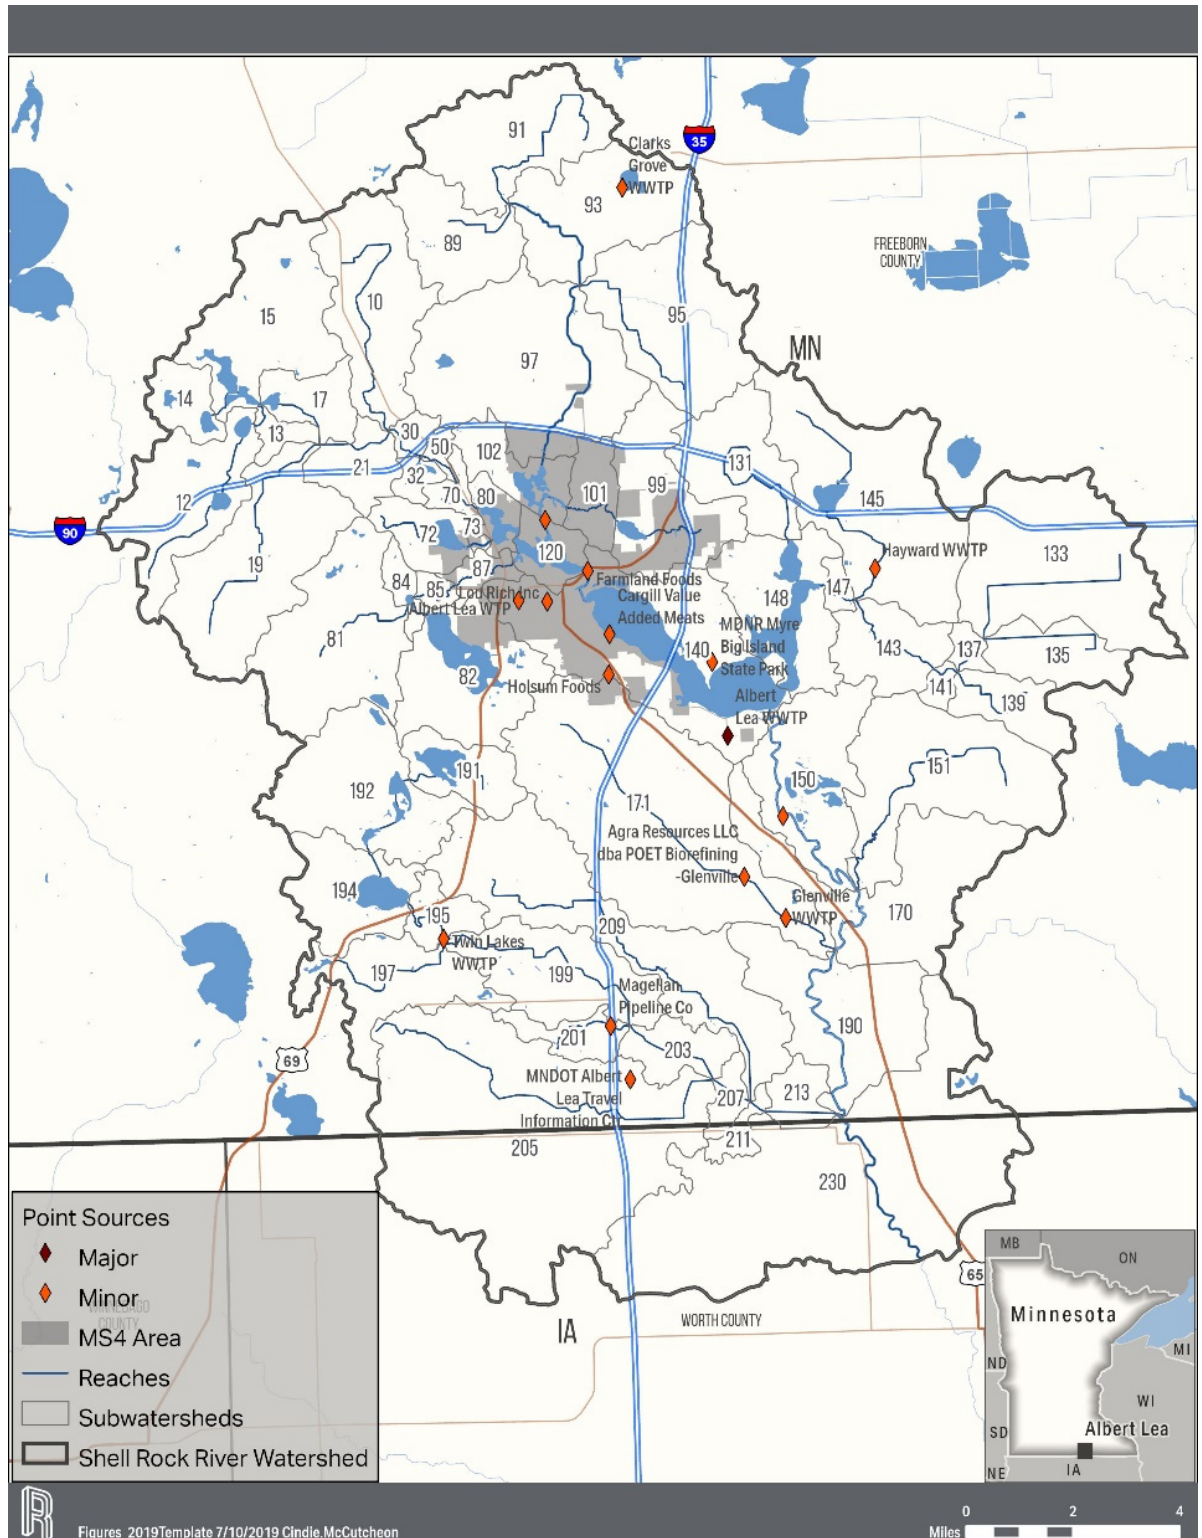 91
35
Clarks
Grove
WWTP
93
89
FREEBORN
COUNTY
10
15
95
97
MN
14
17
13
30
50
102
21
32
131
12
70
80
101
99
145
90
72
73
120
Hayward WWTP
133
19
87
84
85
Farmland Foods
Lou Rich Inc
Cargill Value
Albert Lea WTP
Added Meats
148
147
81
MDNR Myre
140
Big Island
143
137
State Park
135
82
Holsum Foods
Albert
141
139
Lea WWTP
191
192
150
151
171
Agra Resources LLC
dba POET Biorefining
-Glenville
194
Glenville
WWTP
195
170
209
Twin Lakes
WWTP
197
199
Magellan
Pipeline Co
190
201
203
69
MNDOT Albert
Lea Travel
Information Ctr
207
213
205
211
230
Point Sources
Major
Minor
WINNEBAGO
COUNTY
MS4 Area
Reaches
Subwatersheds
Shell Rock River Watershed
IA
WORTH COUNTY
65
MB
ON
Minnesota
ND
MI
WI
SD
Albert Lea
NE
IA
R
Figures_2019Template 7/10/2019 Cindie.McCutcheon
0 2 4
Miles